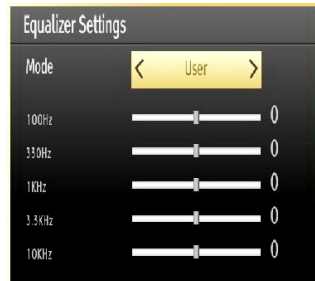 Equalizer Settings
Mode < User >
100Hz 0
330Hz 0
1KHz 0
3.3KHz 0
10KHz 0